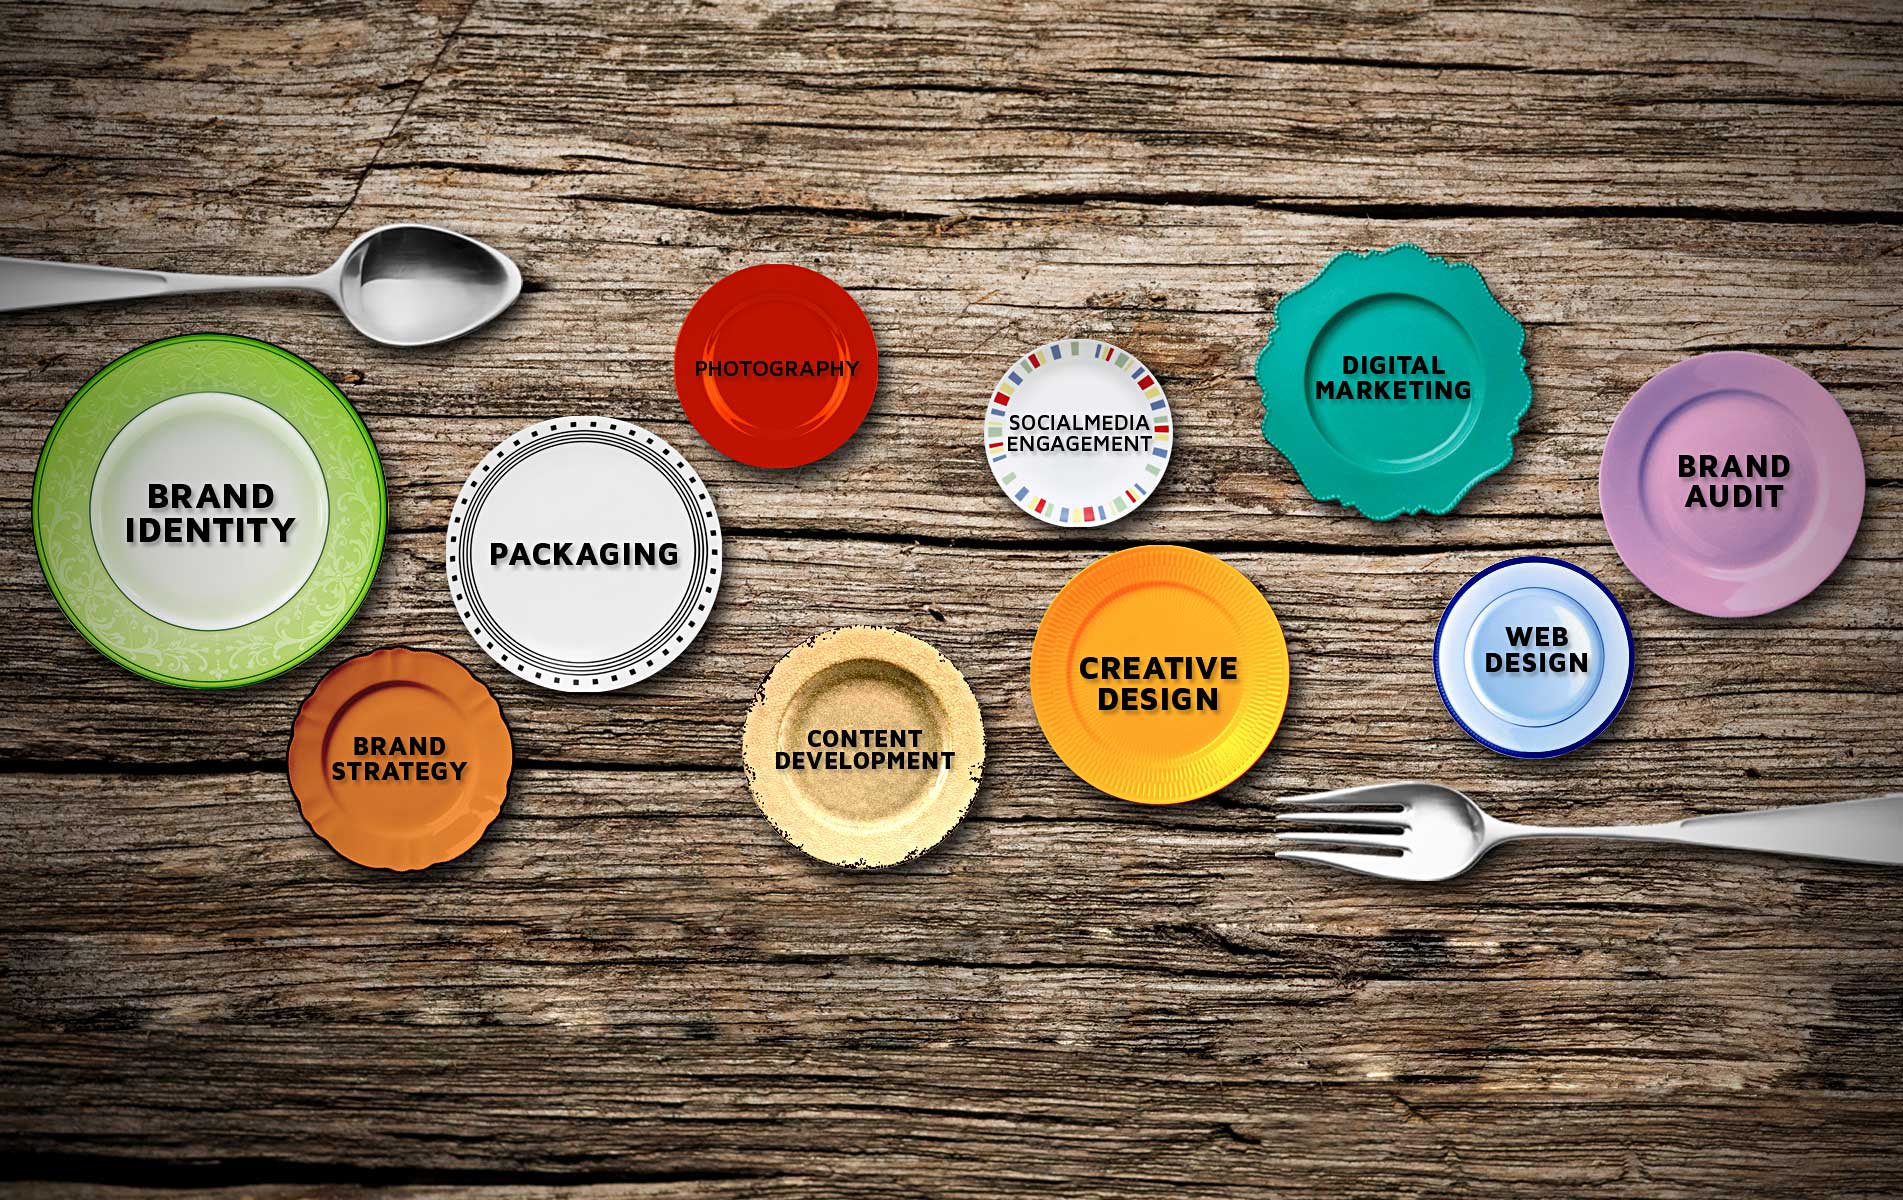 PHOTOGRAPHY
DIGITAL
MARKETING
SOCIALMEDIA
ENGAGEMENT
BRAND
AUDIT
BRAND
IDENTITY
PACKAGING
WEB
DESIGN
CREATIVE
DESIGN
BRAND
STRATEGY
CONTENT
DEVELOPMENT